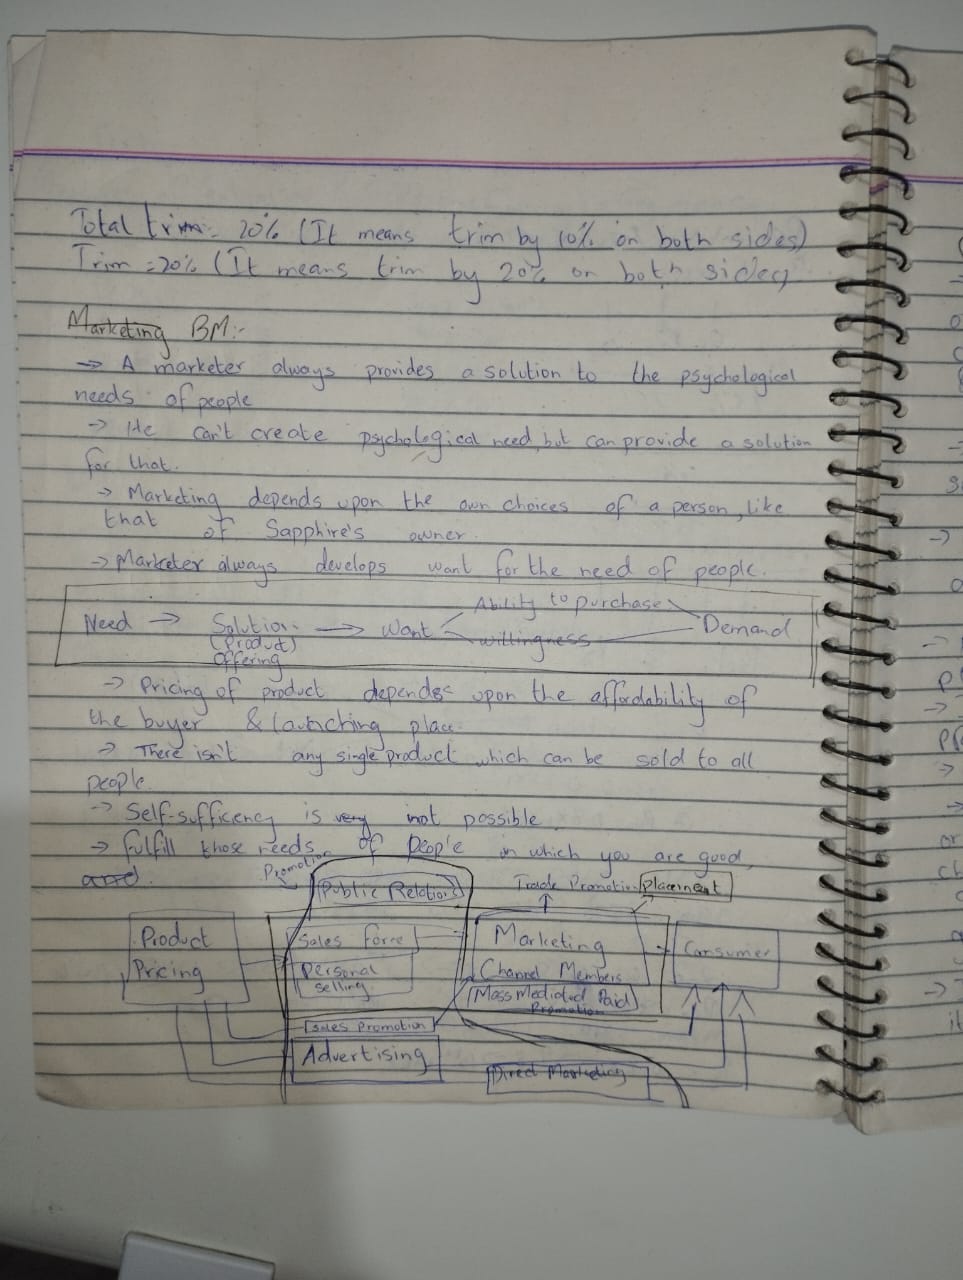 Total trim = 20% (It means trim by 10% on both sides)
Trim = 20% (It means trim by 20% on both sides)
Marketing BM:-
→ A marketer always provides a solution to the psychological
needs of people
→ He can't create psychological need, but can provide a solution
for that.
→ Marketing depends upon the own choices of a person, like
that of Sapphire's owner.
→ Marketer always develops want for the need of people.
Ability to purchase
Need → Solution → Want Demand
(Product) willingness
Offering
→ Pricing of product depends upon the affordability of
the buyer & launching place.
→ There isn't any single product which can be sold to all
people.
→ Self-sufficency is very not possible
→ fulfill those needs of people in which you are good,
and.
Promotion
Public Relations Trade Promotion Placement
Product Sales Force Marketing Consumer
Pricing Personal Channel Members
Selling Mass Mediated Paid
Promotion
Sales Promotion
Advertising
Direct Marketing